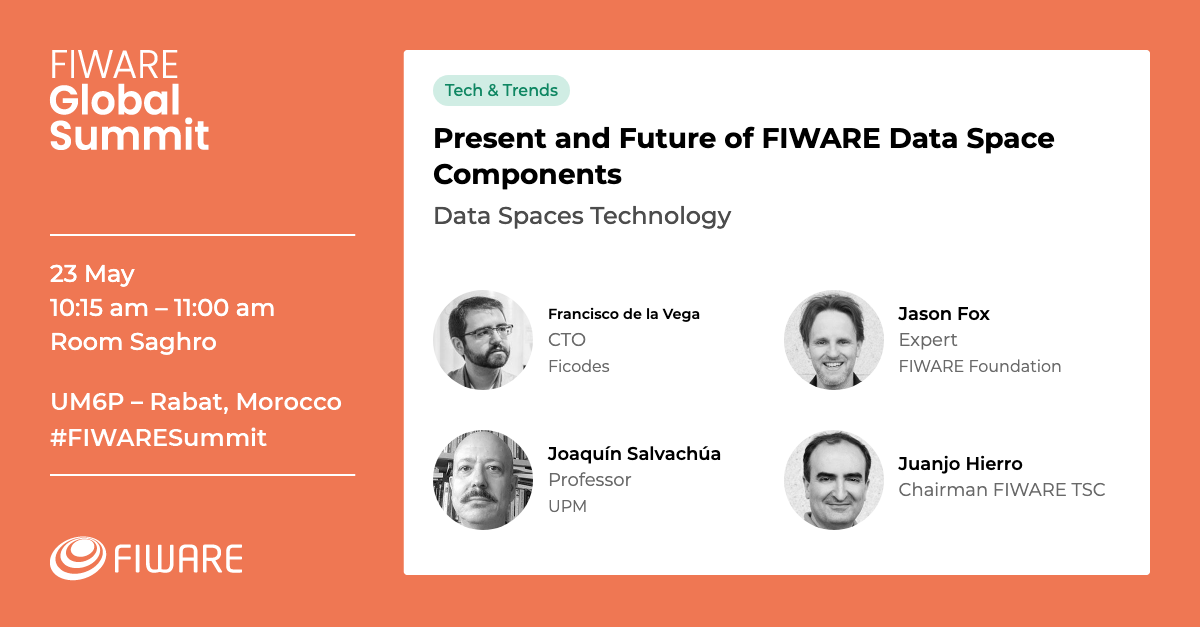 FIWARE
Global
Summit
23 May
10:15 am – 11:00 am
Room Saghro
UM6P – Rabat, Morocco
#FIWARESummit
FIWARE
Tech & Trends
Present and Future of FIWARE Data Space
Components
Data Spaces Technology
Francisco de la Vega
CTO
Ficodes
Jason Fox
Expert
FIWARE Foundation
Joaquín Salvachúa
Professor
UPM
Juanjo Hierro
Chairman FIWARE TSC